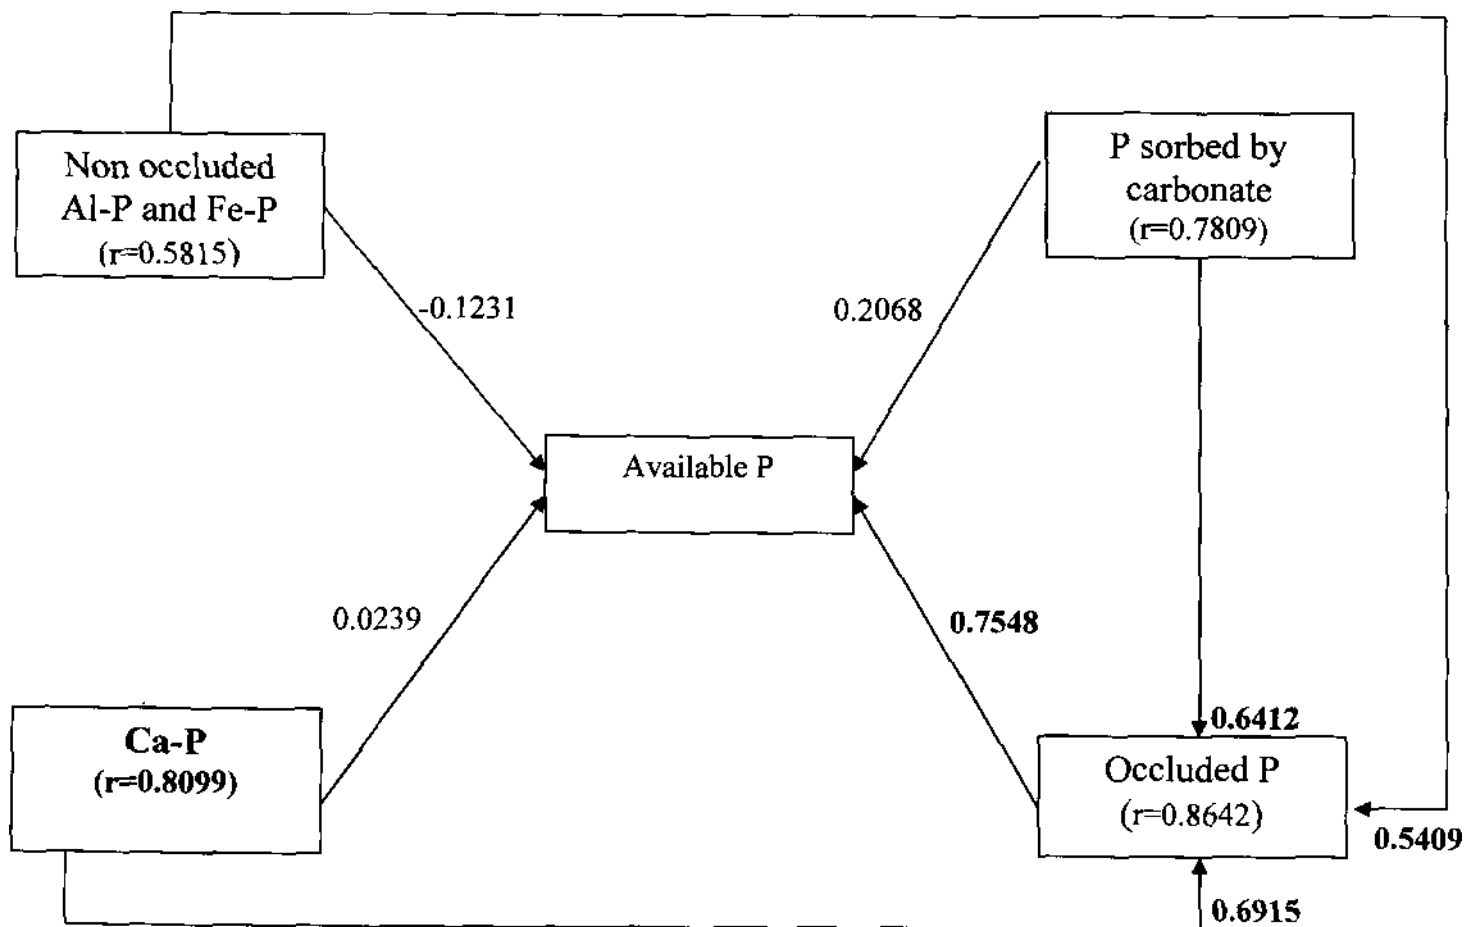 Non occluded
Al-P and Fe-P
(r=0.5815)
P sorbed by
carbonate
(r=0.7809)
-0.1231
0.2068
Available P
0.0239
0.7548
Ca-P
(r=0.8099)
0.6412
Occluded P
(r=0.8642)
0.5409
0.6915